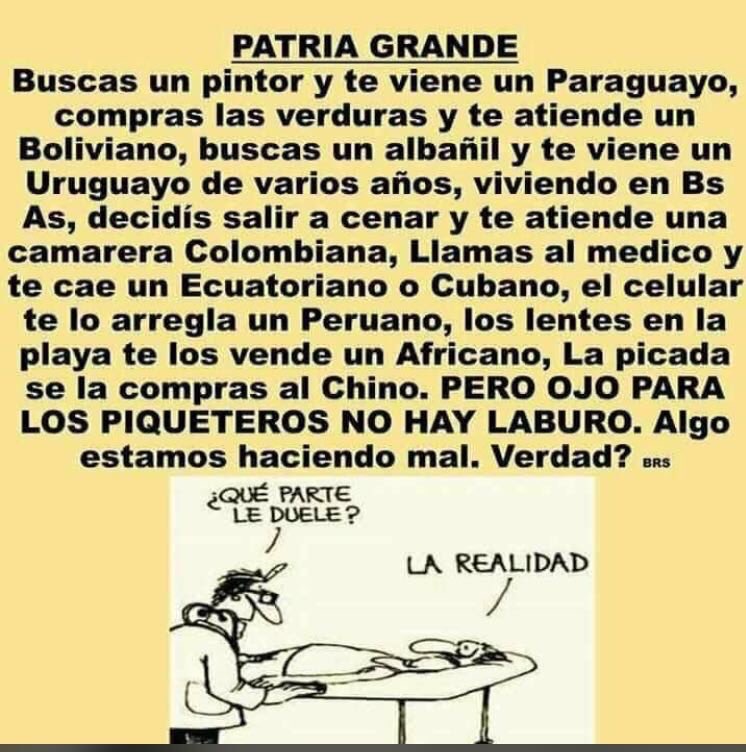 PATRIA GRANDE
Buscas un pintor y te viene un Paraguayo,
compras las verduras y te atiende un
Boliviano, buscas un albañil y te viene un
Uruguayo de varios años, viviendo en Bs
As, decidís salir a cenar y te atiende una
camarera Colombiana, Llamas al medico y
te cae un Ecuatoriano o Cubano, el celular
te lo arregla un Peruano, los lentes en la
playa te los vende un Africano, La picada
se la compras al Chino. PERO OJO PARA
LOS PIQUETEROS NO HAY LABURO. Algo
estamos haciendo mal. Verdad? BRS
¿QUÉ PARTE
LE DUELE?
LA REALIDAD